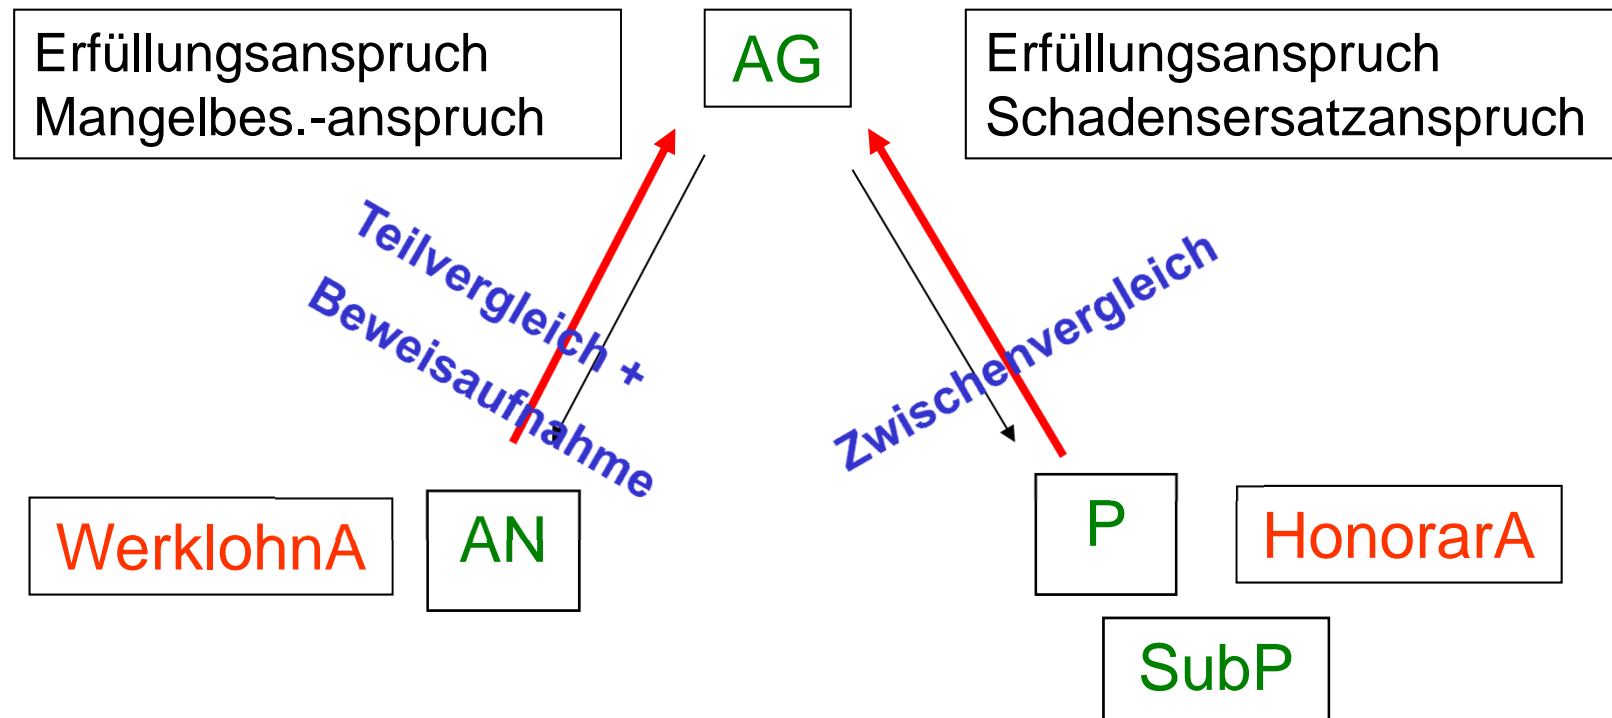 Erfüllungsanspruch
Mangelbes.-anspruch
AG
Erfüllungsanspruch
Schadensersatzanspruch
Teilvergleich +
Beweisaufnahme
Zwischenvergleich
WerklohnA
AN
P
HonorarA
SubP